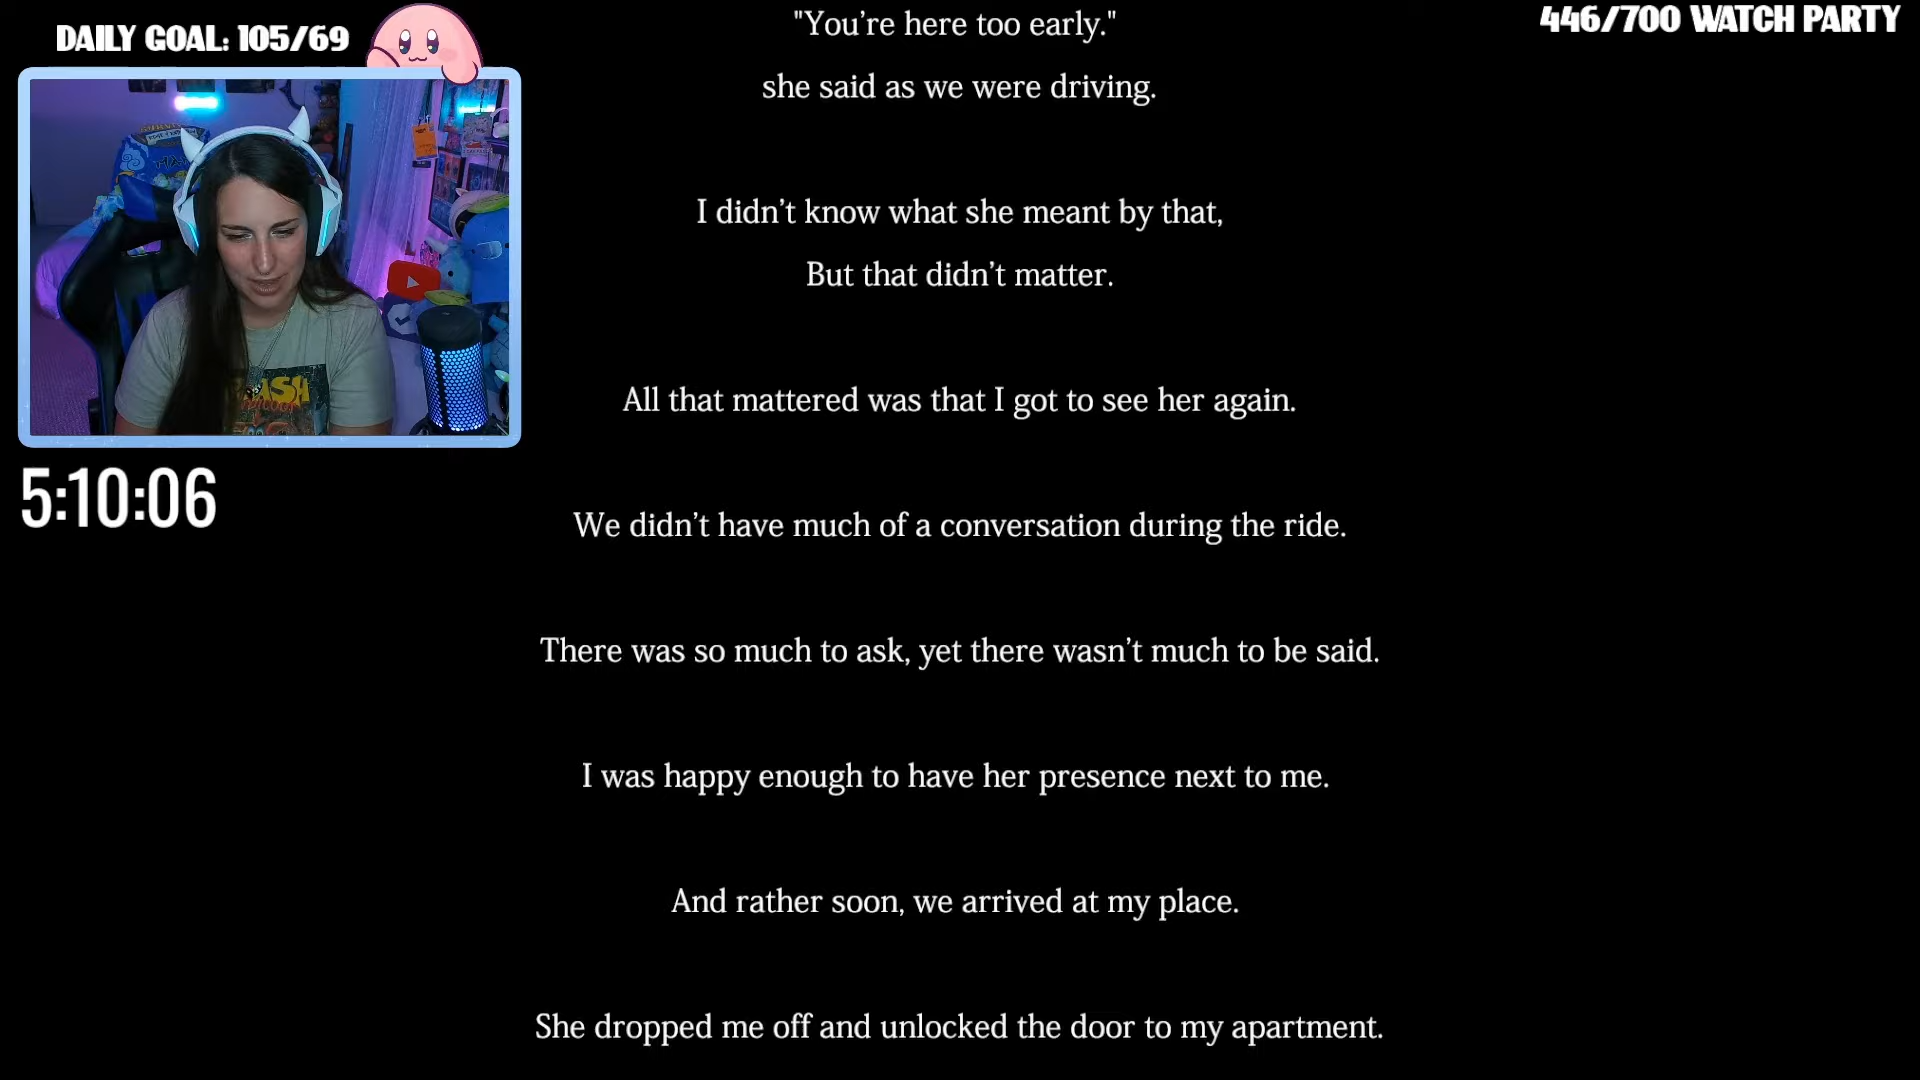 DAILY GOAL: 105/69
446/700 WATCH PARTY
"You're here too early."
she said as we were driving.
I didn't know what she meant by that,
But that didn't matter.
All that mattered was that I got to see her again.
We didn't have much of a conversation during the ride.
There was so much to ask, yet there wasn't much to be said.
I was happy enough to have her presence next to me.
And rather soon, we arrived at my place.
She dropped me off and unlocked the door to my apartment.
5:10:06